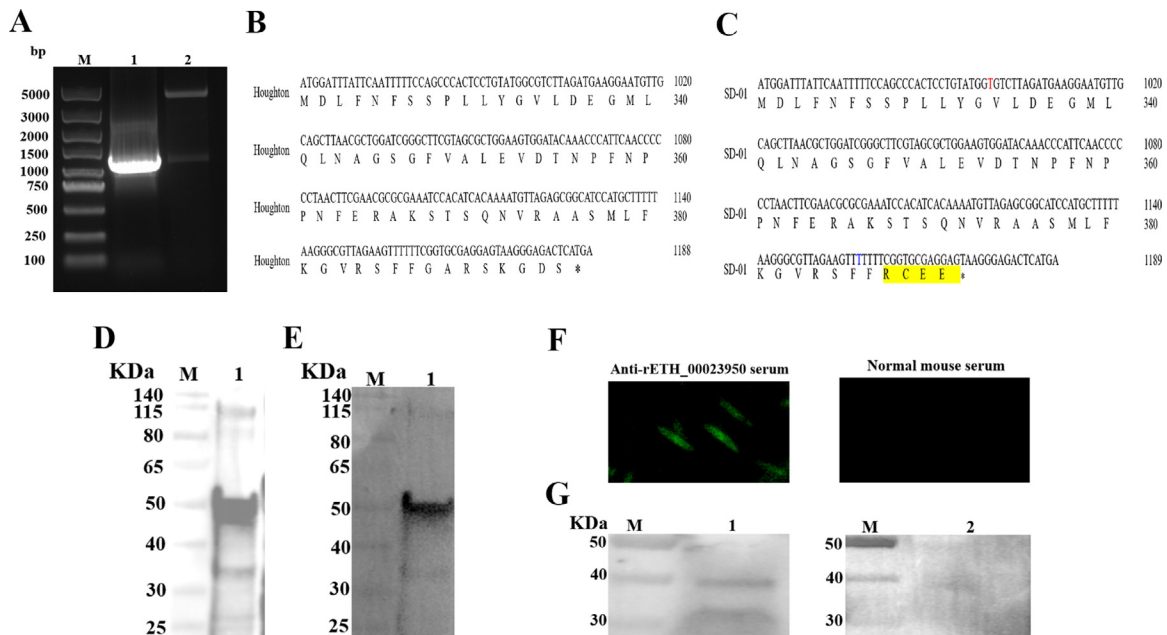 A
bp
M 1 2
5000
3000
2000
1500
1000
750
500
250
100
B
Houghton ATGGATTTATTCAATTTTTCCAGCCCACTCCTGTATGGCGTCTTAGATGAAGGAATGTTG 1020
M D L F N F S S P L L Y G V L D E G M L 340
Houghton CAGCTTAACGCTGGATCGGGCTTCGTAGCGCTGGAAGTGGATACAAACCCATTCAACCCC 1080
Q L N A G S G F V A L E V D T N P F N P 360
Houghton CCTAACTTCGAACGCGCGAAATCCACATCACAAAATGTTAGAGCGGCATCCATGCTTTTT 1140
P N F E R A K S T S Q N V R A A S M L F 380
Houghton AAGGGCGTTAGAAGTTTTTTCGGTGCGAGGAGTAAGGGAGACTCATGA 1188
K G V R S F F G A R S K G D S *
C
SD-01 ATGGATTTATTCAATTTTTCCAGCCCACTCCTGTATGGTGTCTTAGATGAAGGAATGTTG 1020
M D L F N F S S P L L Y G V L D E G M L 340
SD-01 CAGCTTAACGCTGGATCGGGCTTCGTAGCGCTGGAAGTGGATACAAACCCATTCAACCCC 1080
Q L N A G S G F V A L E V D T N P F N P 360
SD-01 CCTAACTTCGAACGCGCGAAATCCACATCACAAAATGTTAGAGCGGCATCCATGCTTTTT 1140
P N F E R A K S T S Q N V R A A S M L F 380
SD-01 AAGGGCGTTAGAAGTTTTTTTCGGTGCGAGGAGTAAGGGAGACTCATGA 1189
K G V R S F F R C E E *
D
KDa M 1
140
115
80
65
50
40
30
25
E
KDa M 1
140
115
80
65
50
40
30
25
F
Anti-rETH_00023950 serum
Normal mouse serum
G
KDa M 1
50
40
30
M 2
50
40
30